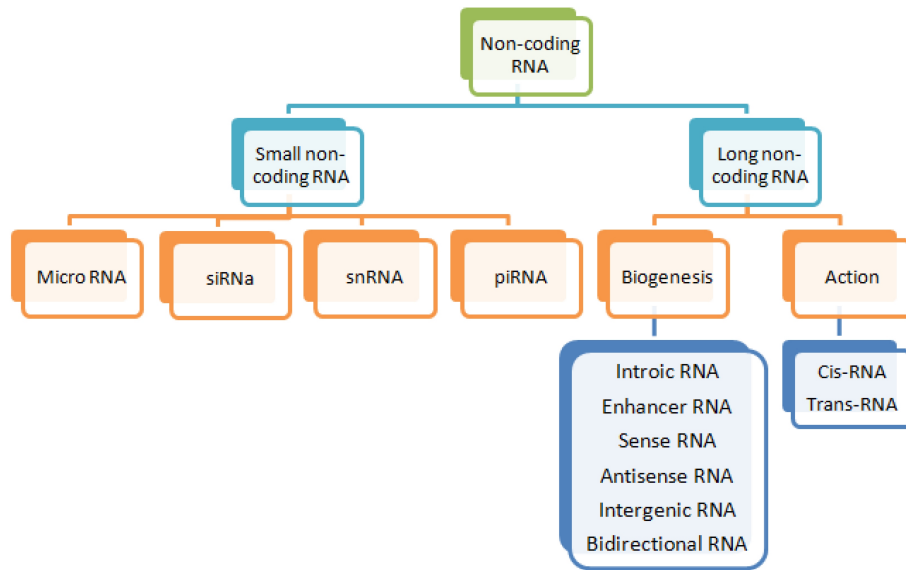 Non-coding
RNA
Small non-
coding RNA
Long non-
coding RNA
Micro RNA
siRNa
snRNA
piRNA
Biogenesis
Action
Introic RNA
Enhancer RNA
Sense RNA
Antisense RNA
Intergenic RNA
Bidirectional RNA
Cis-RNA
Trans-RNA